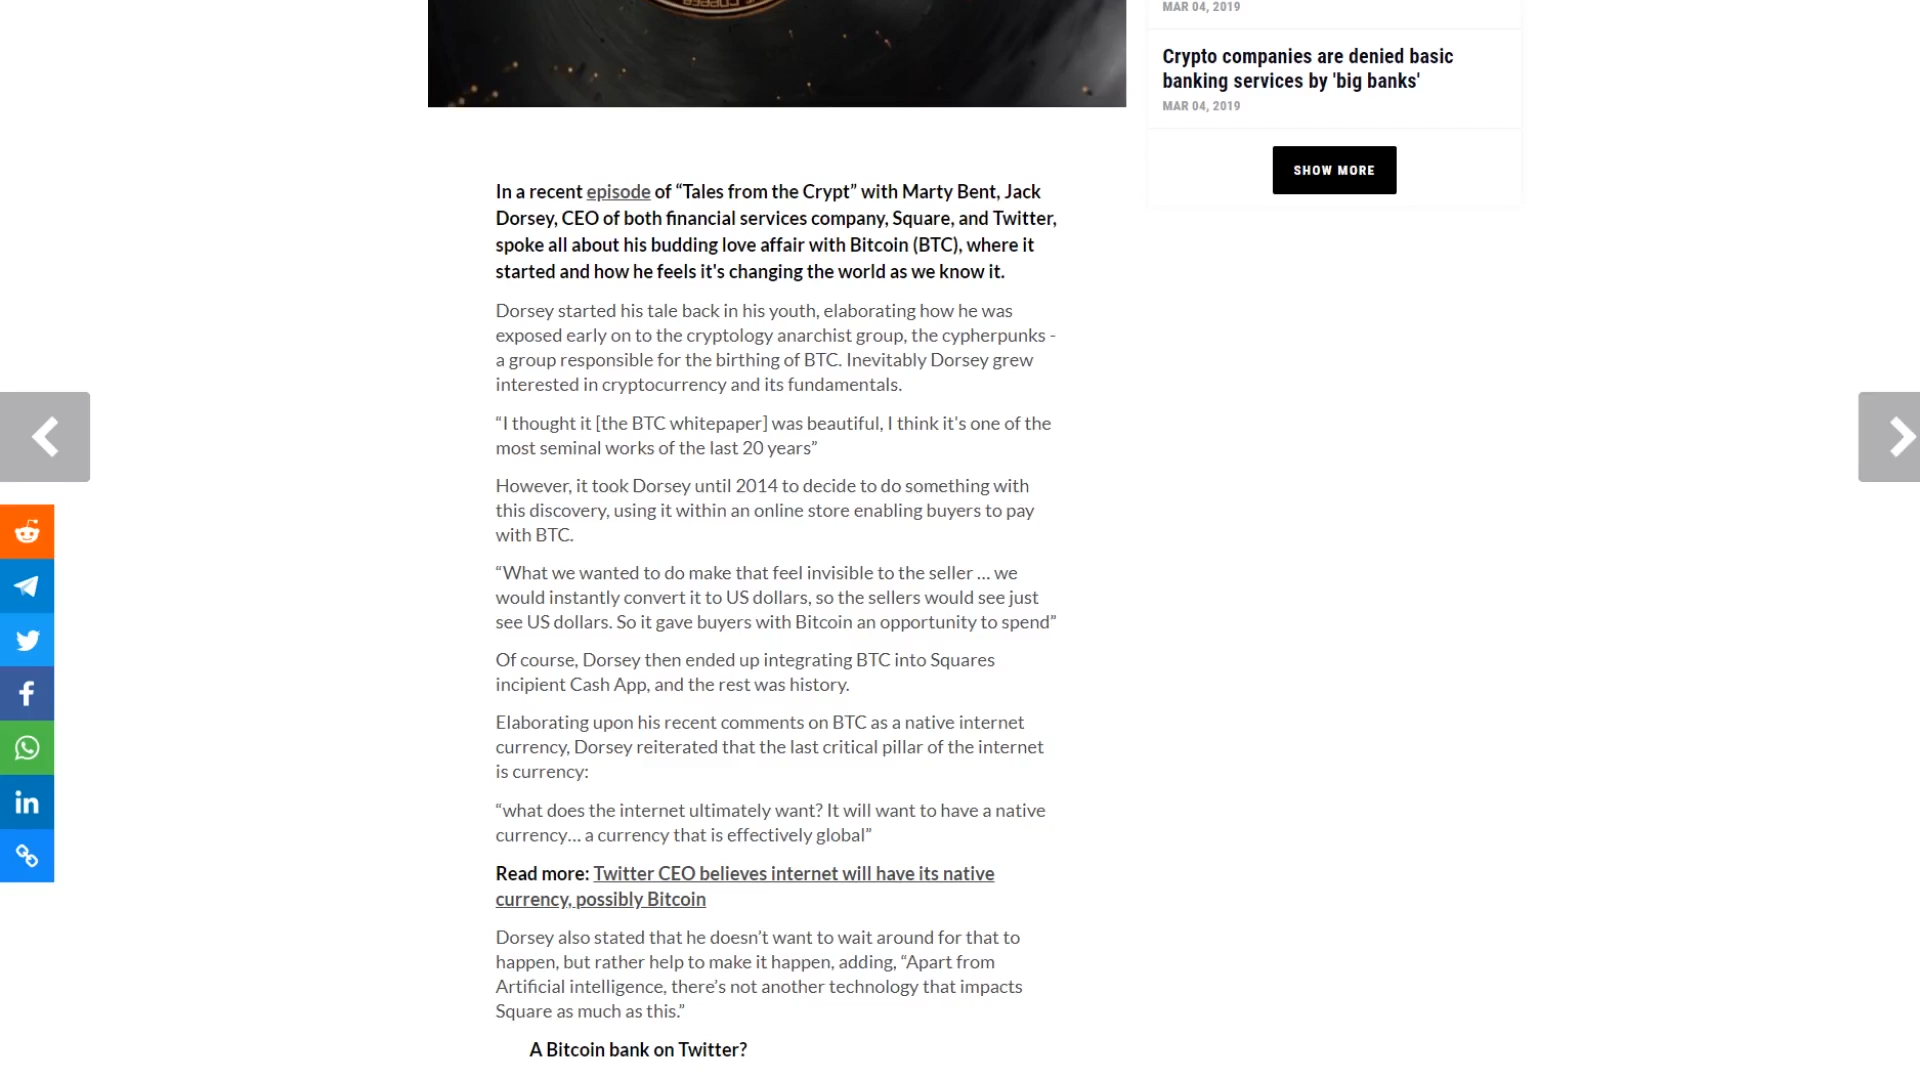 MAR 04, 2019
Crypto companies are denied basic
banking services by 'big banks'
MAR 04, 2019
SHOW MORE
In a recent episode of “Tales from the Crypt” with Marty Bent, Jack
Dorsey, CEO of both financial services company, Square, and Twitter,
spoke all about his budding love affair with Bitcoin (BTC), where it
started and how he feels it's changing the world as we know it.
Dorsey started his tale back in his youth, elaborating how he was
exposed early on to the cryptology anarchist group, the cypherpunks -
a group responsible for the birthing of BTC. Inevitably Dorsey grew
interested in cryptocurrency and its fundamentals.
“I thought it [the BTC whitepaper] was beautiful, I think it's one of the
most seminal works of the last 20 years”
However, it took Dorsey until 2014 to decide to do something with
this discovery, using it within an online store enabling buyers to pay
with BTC.
“What we wanted to do make that feel invisible to the seller … we
would instantly convert it to US dollars, so the sellers would see just
see US dollars. So it gave buyers with Bitcoin an opportunity to spend”
Of course, Dorsey then ended up integrating BTC into Squares
incipient Cash App, and the rest was history.
Elaborating upon his recent comments on BTC as a native internet
currency, Dorsey reiterated that the last critical pillar of the internet
is currency:
“what does the internet ultimately want? It will want to have a native
currency… a currency that is effectively global”
Read more: Twitter CEO believes internet will have its native
currency, possibly Bitcoin
Dorsey also stated that he doesn’t want to wait around for that to
happen, but rather help to make it happen, adding, “Apart from
Artificial intelligence, there’s not another technology that impacts
Square as much as this.”
A Bitcoin bank on Twitter?